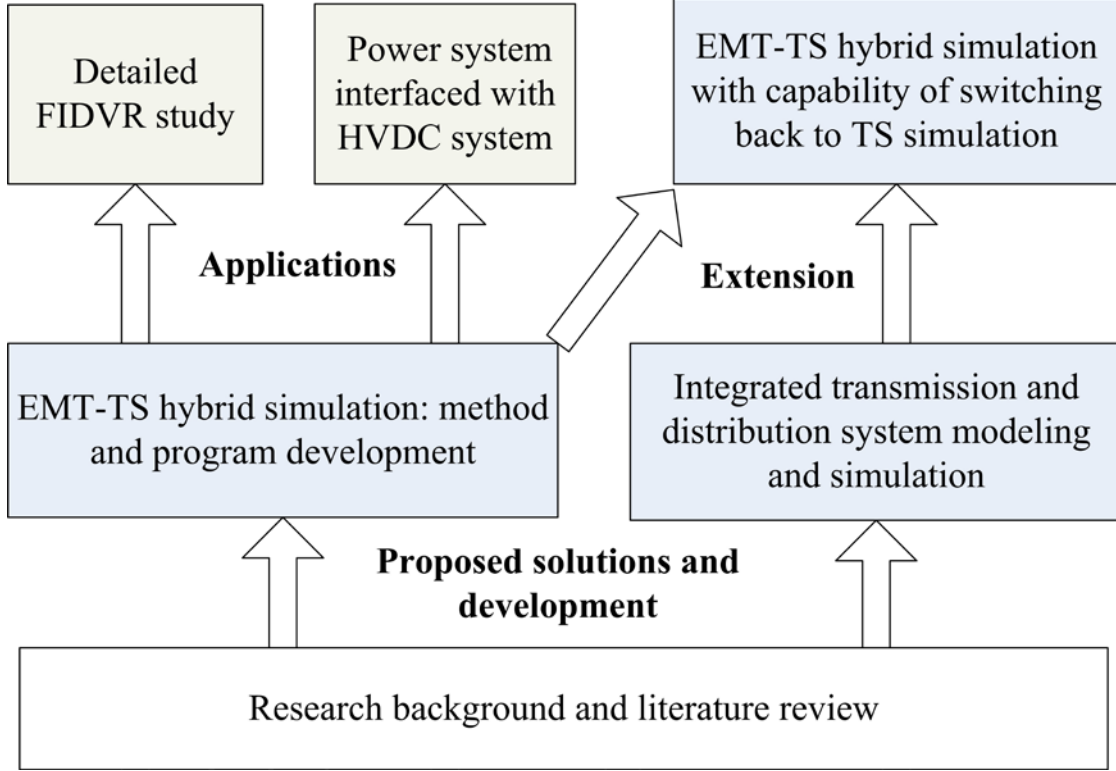 Detailed
FIDVR study
Power system
interfaced with
HVDC system
EMT-TS hybrid simulation
with capability of switching
back to TS simulation
Applications
Extension
EMT-TS hybrid simulation: method
and program development
Integrated transmission and
distribution system modeling
and simulation
Proposed solutions and
development
Research background and literature review